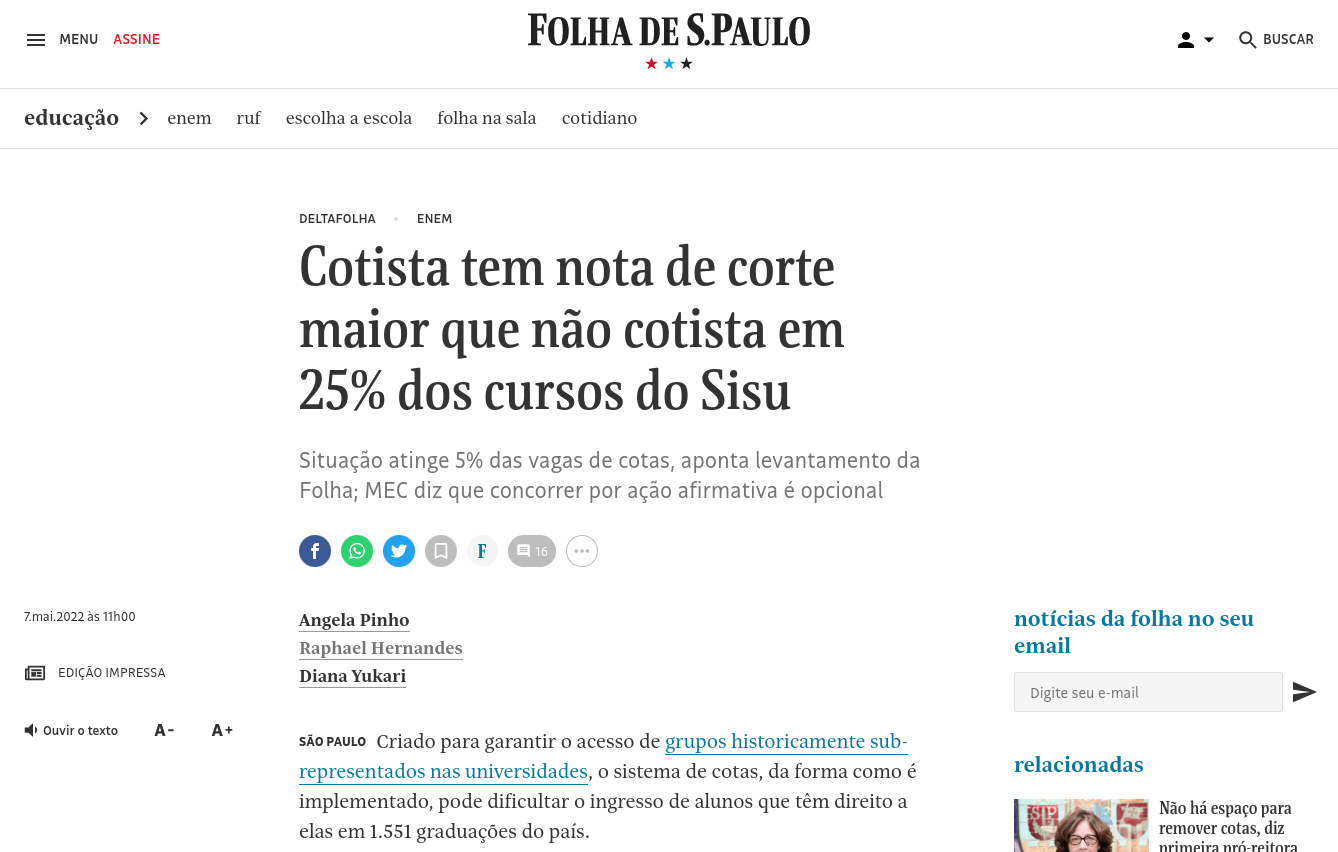 MENU ASSINE FOLHA DE S.PAULO BUSCAR
educação enem ruf escolha a escola folha na sala cotidiano
DELTAFOLHA • ENEM
Cotista tem nota de corte
maior que não cotista em
25% dos cursos do Sisu
Situação atinge 5% das vagas de cotas, aponta levantamento da
Folha; MEC diz que concorrer por ação afirmativa é opcional
F 16
7.mai.2022 às 11h00
EDIÇÃO IMPRESSA
Ouvir o texto A- A+
Angela Pinho
Raphael Hernandes
Diana Yukari
SÃO PAULO Criado para garantir o acesso de grupos historicamente sub-
representados nas universidades, o sistema de cotas, da forma como é
implementado, pode dificultar o ingresso de alunos que têm direito a
elas em 1.551 graduações do país.
notícias da folha no seu
email
Digite seu e-mail
relacionadas
Não há espaço para
remover cotas, diz
primeira pró-reitora